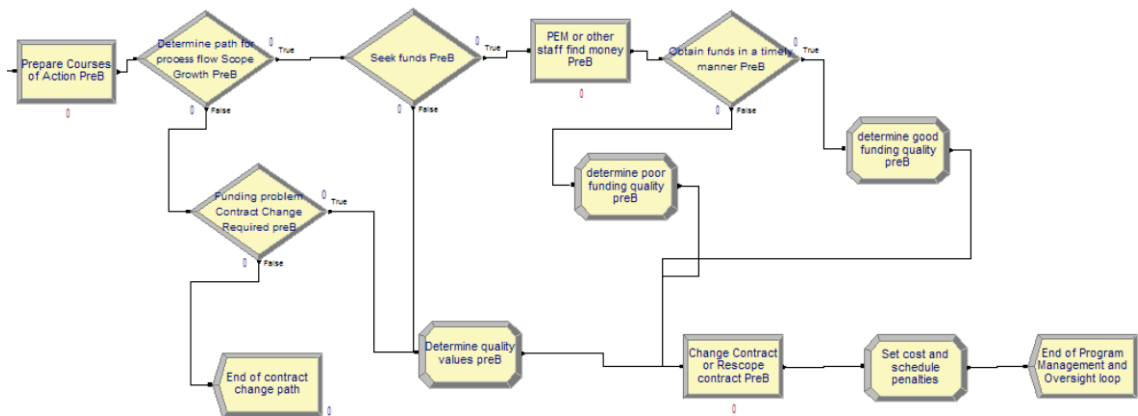 Prepare Courses
of Action PreB
0
Determine path for
process flow Scope
Growth PreB
0
True
0
False
Seek funds PreB
0
True
0
False
PEM or other
staff find money
PreB
0
Obtain funds in a timely
manner PreB
0
True
0
False
determine good
funding quality
preB
determine poor
funding quality
preB
Funding problem
Contract Change
Required preB
0
True
0
False
End of contract
change path
0
Determine quality
values preB
Change Contract
or Rescope
contract PreB
0
Set cost and
schedule
penalties
End of Program
Management and
Oversight loop